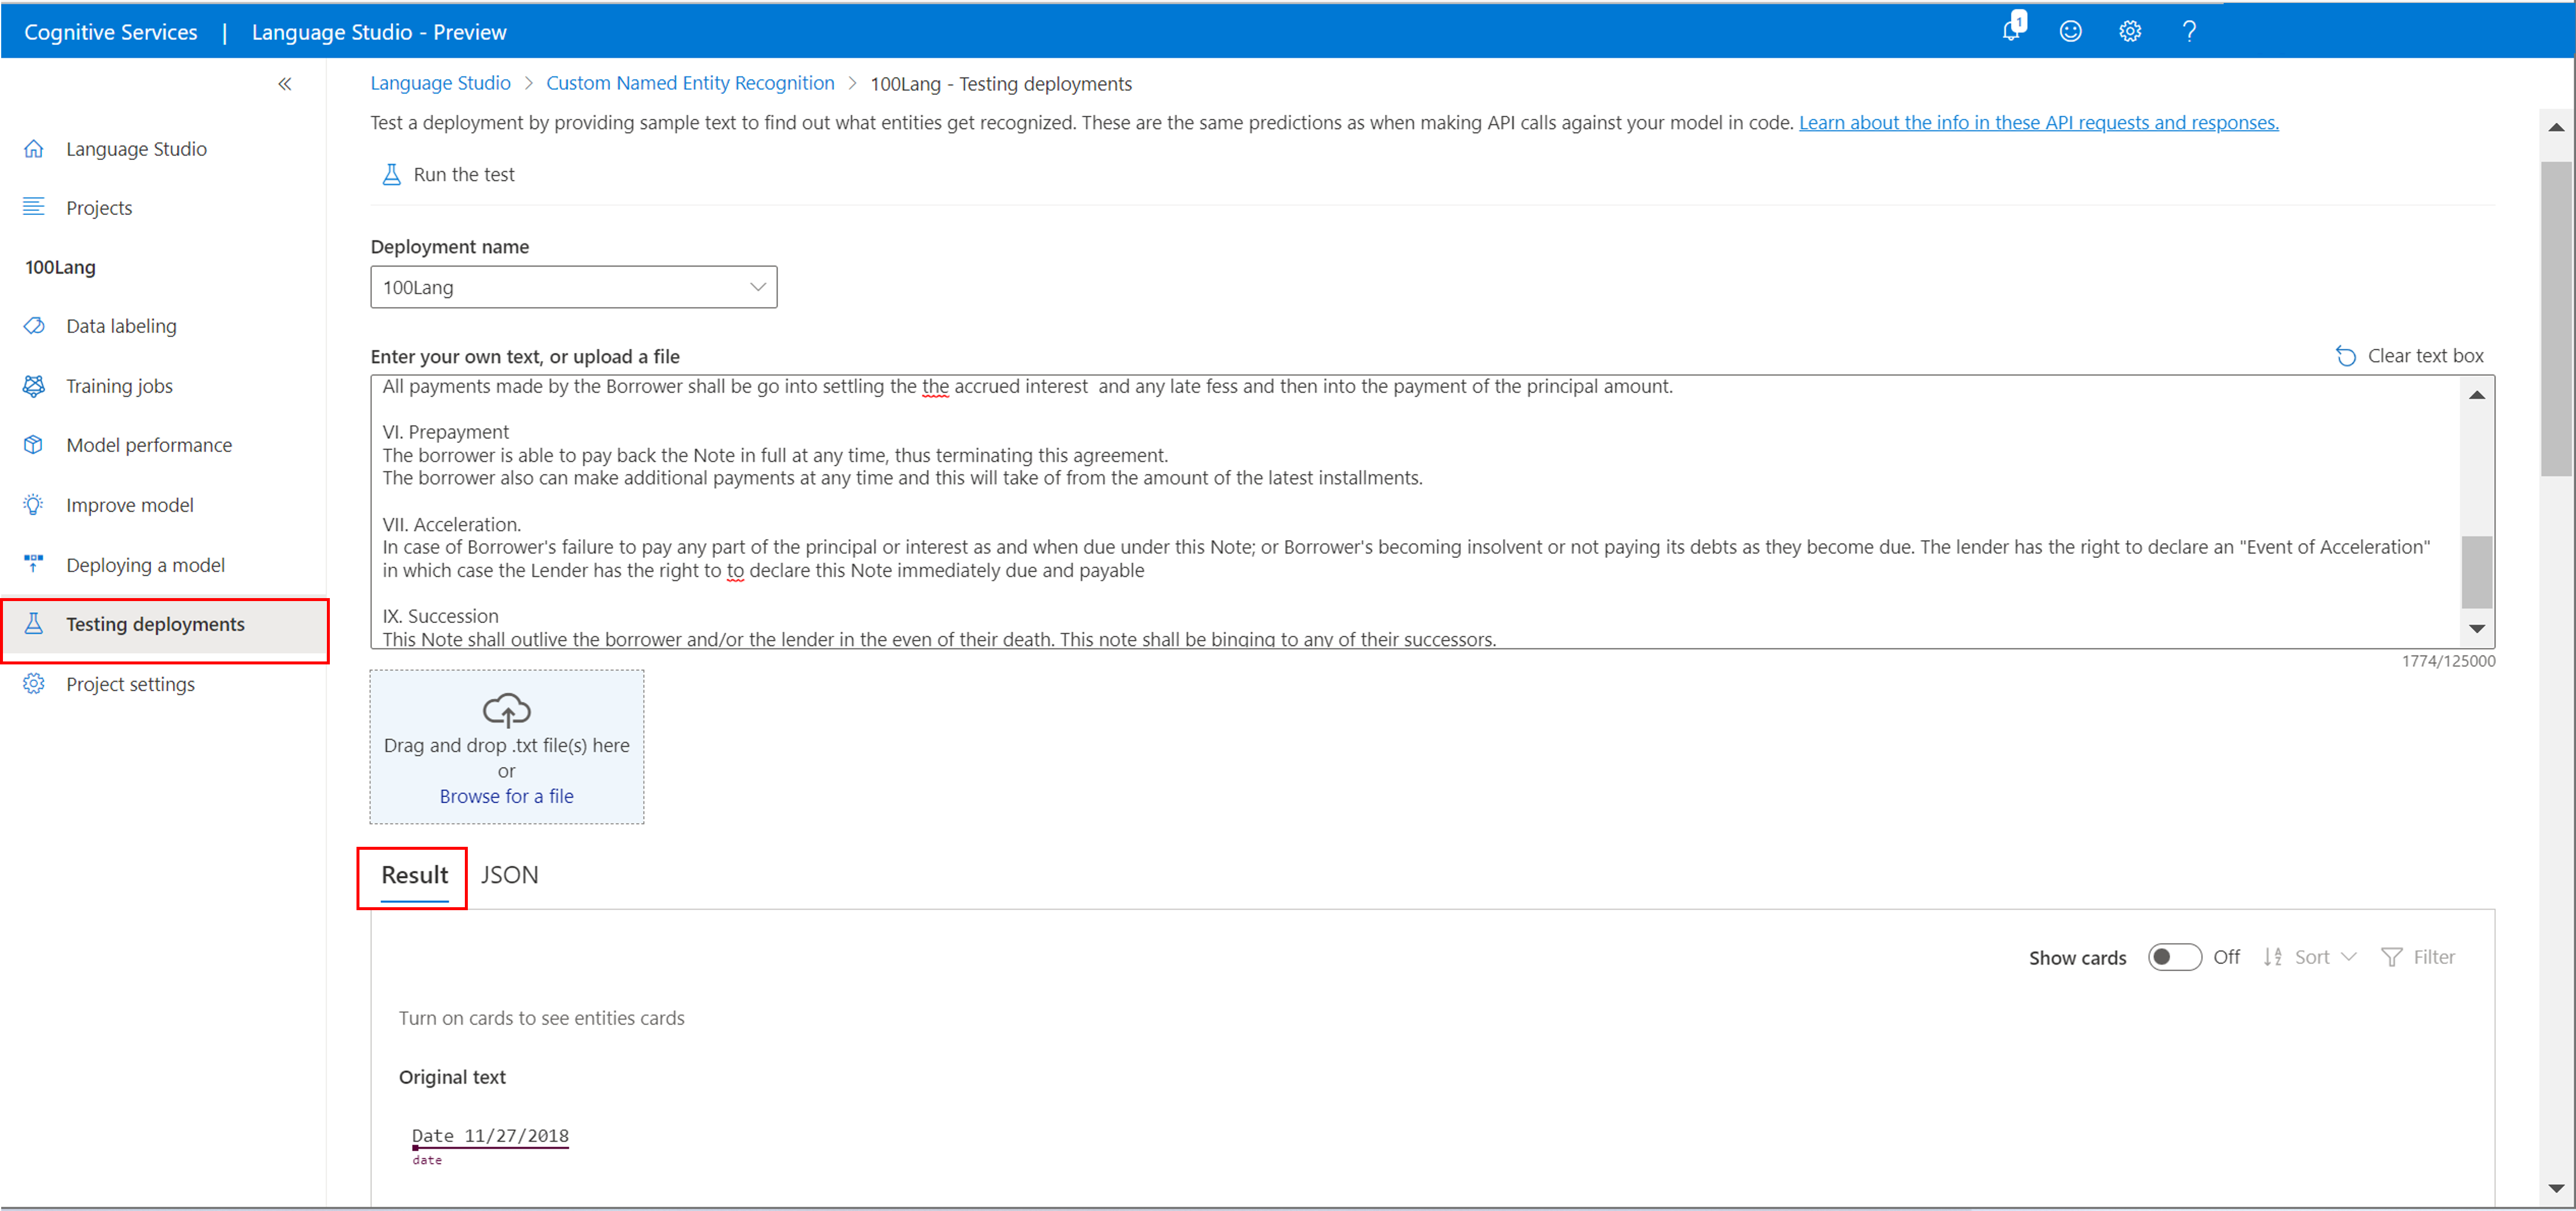 Cognitive Services | Language Studio - Preview
1
Language Studio > Custom Named Entity Recognition > 100Lang - Testing deployments
Test a deployment by providing sample text to find out what entities get recognized. These are the same predictions as when making API calls against your model in code. Learn about the info in these API requests and responses.
Language Studio
Projects
100Lang
Data labeling
Training jobs
Model performance
Improve model
Deploying a model
Testing deployments
Project settings
Run the test
Deployment name
100Lang
Enter your own text, or upload a file
Clear text box
All payments made by the Borrower shall be go into settling the the accrued interest  and any late fess and then into the payment of the principal amount.
VI. Prepayment
The borrower is able to pay back the Note in full at any time, thus terminating this agreement.
The borrower also can make additional payments at any time and this will take of from the amount of the latest installments.
VII. Acceleration.
In case of Borrower's failure to pay any part of the principal or interest as and when due under this Note; or Borrower's becoming insolvent or not paying its debts as they become due. The lender has the right to declare an "Event of Acceleration"
in which case the Lender has the right to to declare this Note immediately due and payable
IX. Succession
This Note shall outlive the borrower and/or the lender in the even of their death. This note shall be binging to any of their successors.
1774/125000
Drag and drop .txt file(s) here
or
Browse for a file
Result JSON
Show cards Off Sort Filter
Turn on cards to see entities cards
Original text
Date 11/27/2018
date